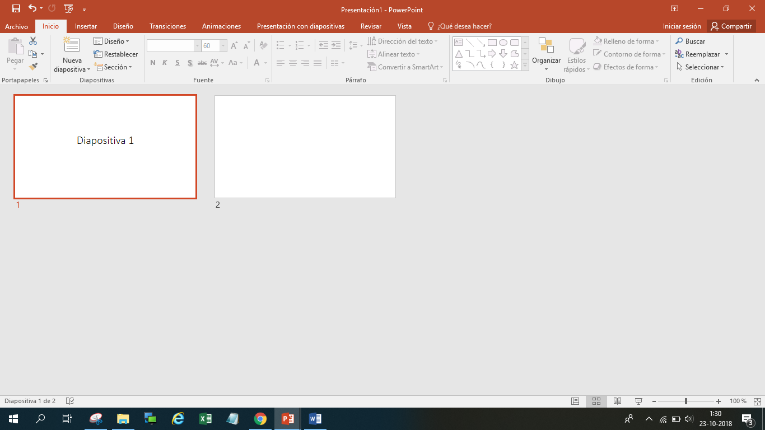 Presentación1 - PowerPoint
Archivo Inicio Insertar Diseño Transiciones Animaciones Presentación con diapositivas Revisar Vista ¿Qué desea hacer? Iniciar sesión Compartir
Pegar
Nueva diapositiva
Diseño
Restablecer
Sección
60
N K S S abc AV Aa A
Dirección del texto
Alinear texto
Convertir a SmartArt
Organizar
Estilos rápidos
Relleno de forma
Contorno de forma
Efectos de forma
Buscar
Reemplazar
Seleccionar
Portapapeles Diapositivas Fuente Párrafo Dibujo Edición
Diapositiva 1
1 2
Diapositiva 1 de 2 100 %
1:30
23-10-2018
3